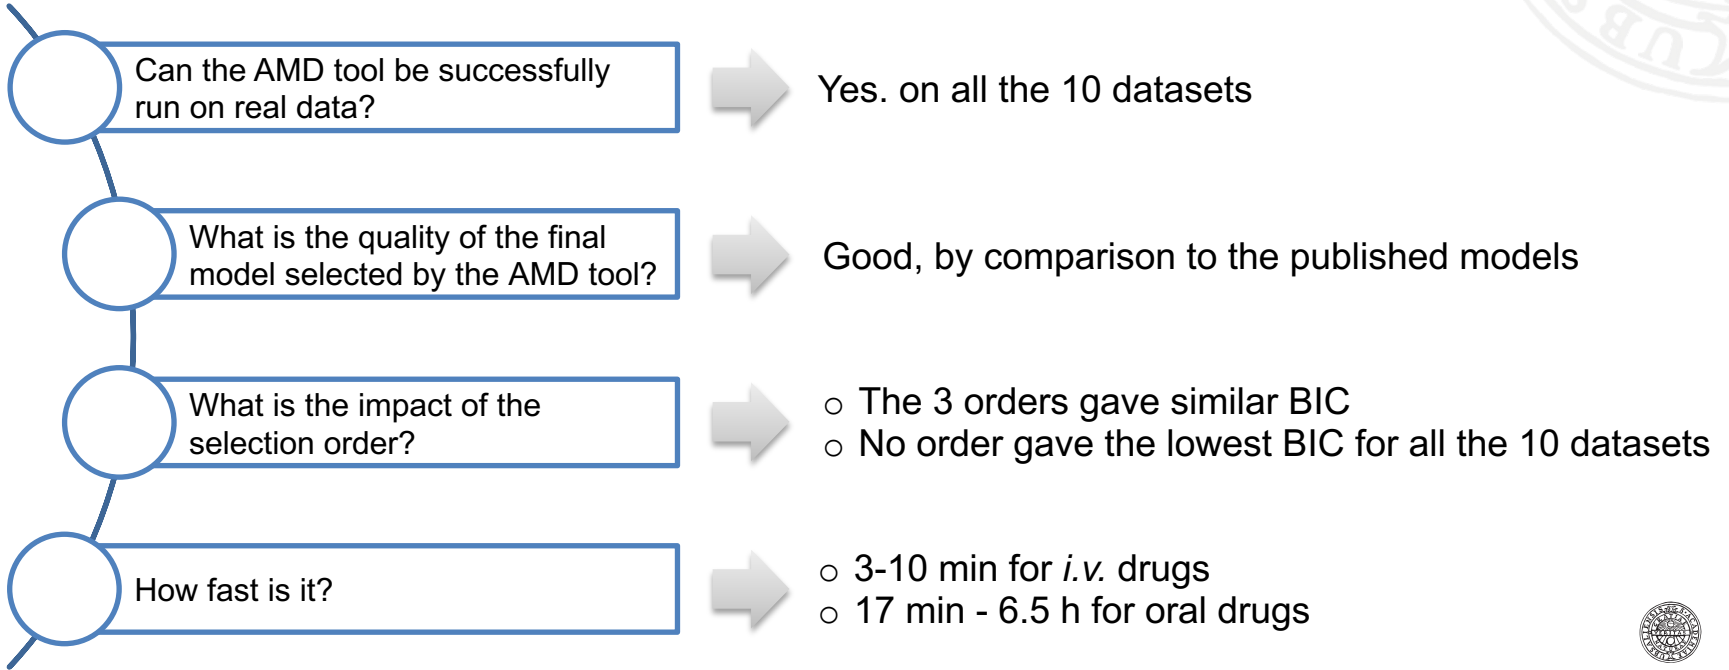 Can the AMD tool be successfully
run on real data?
Yes. on all the 10 datasets
What is the quality of the final
model selected by the AMD tool?
Good, by comparison to the published models
What is the impact of the
selection order?
o The 3 orders gave similar BIC
o No order gave the lowest BIC for all the 10 datasets
How fast is it?
o 3-10 min for i.v. drugs
o 17 min - 6.5 h for oral drugs